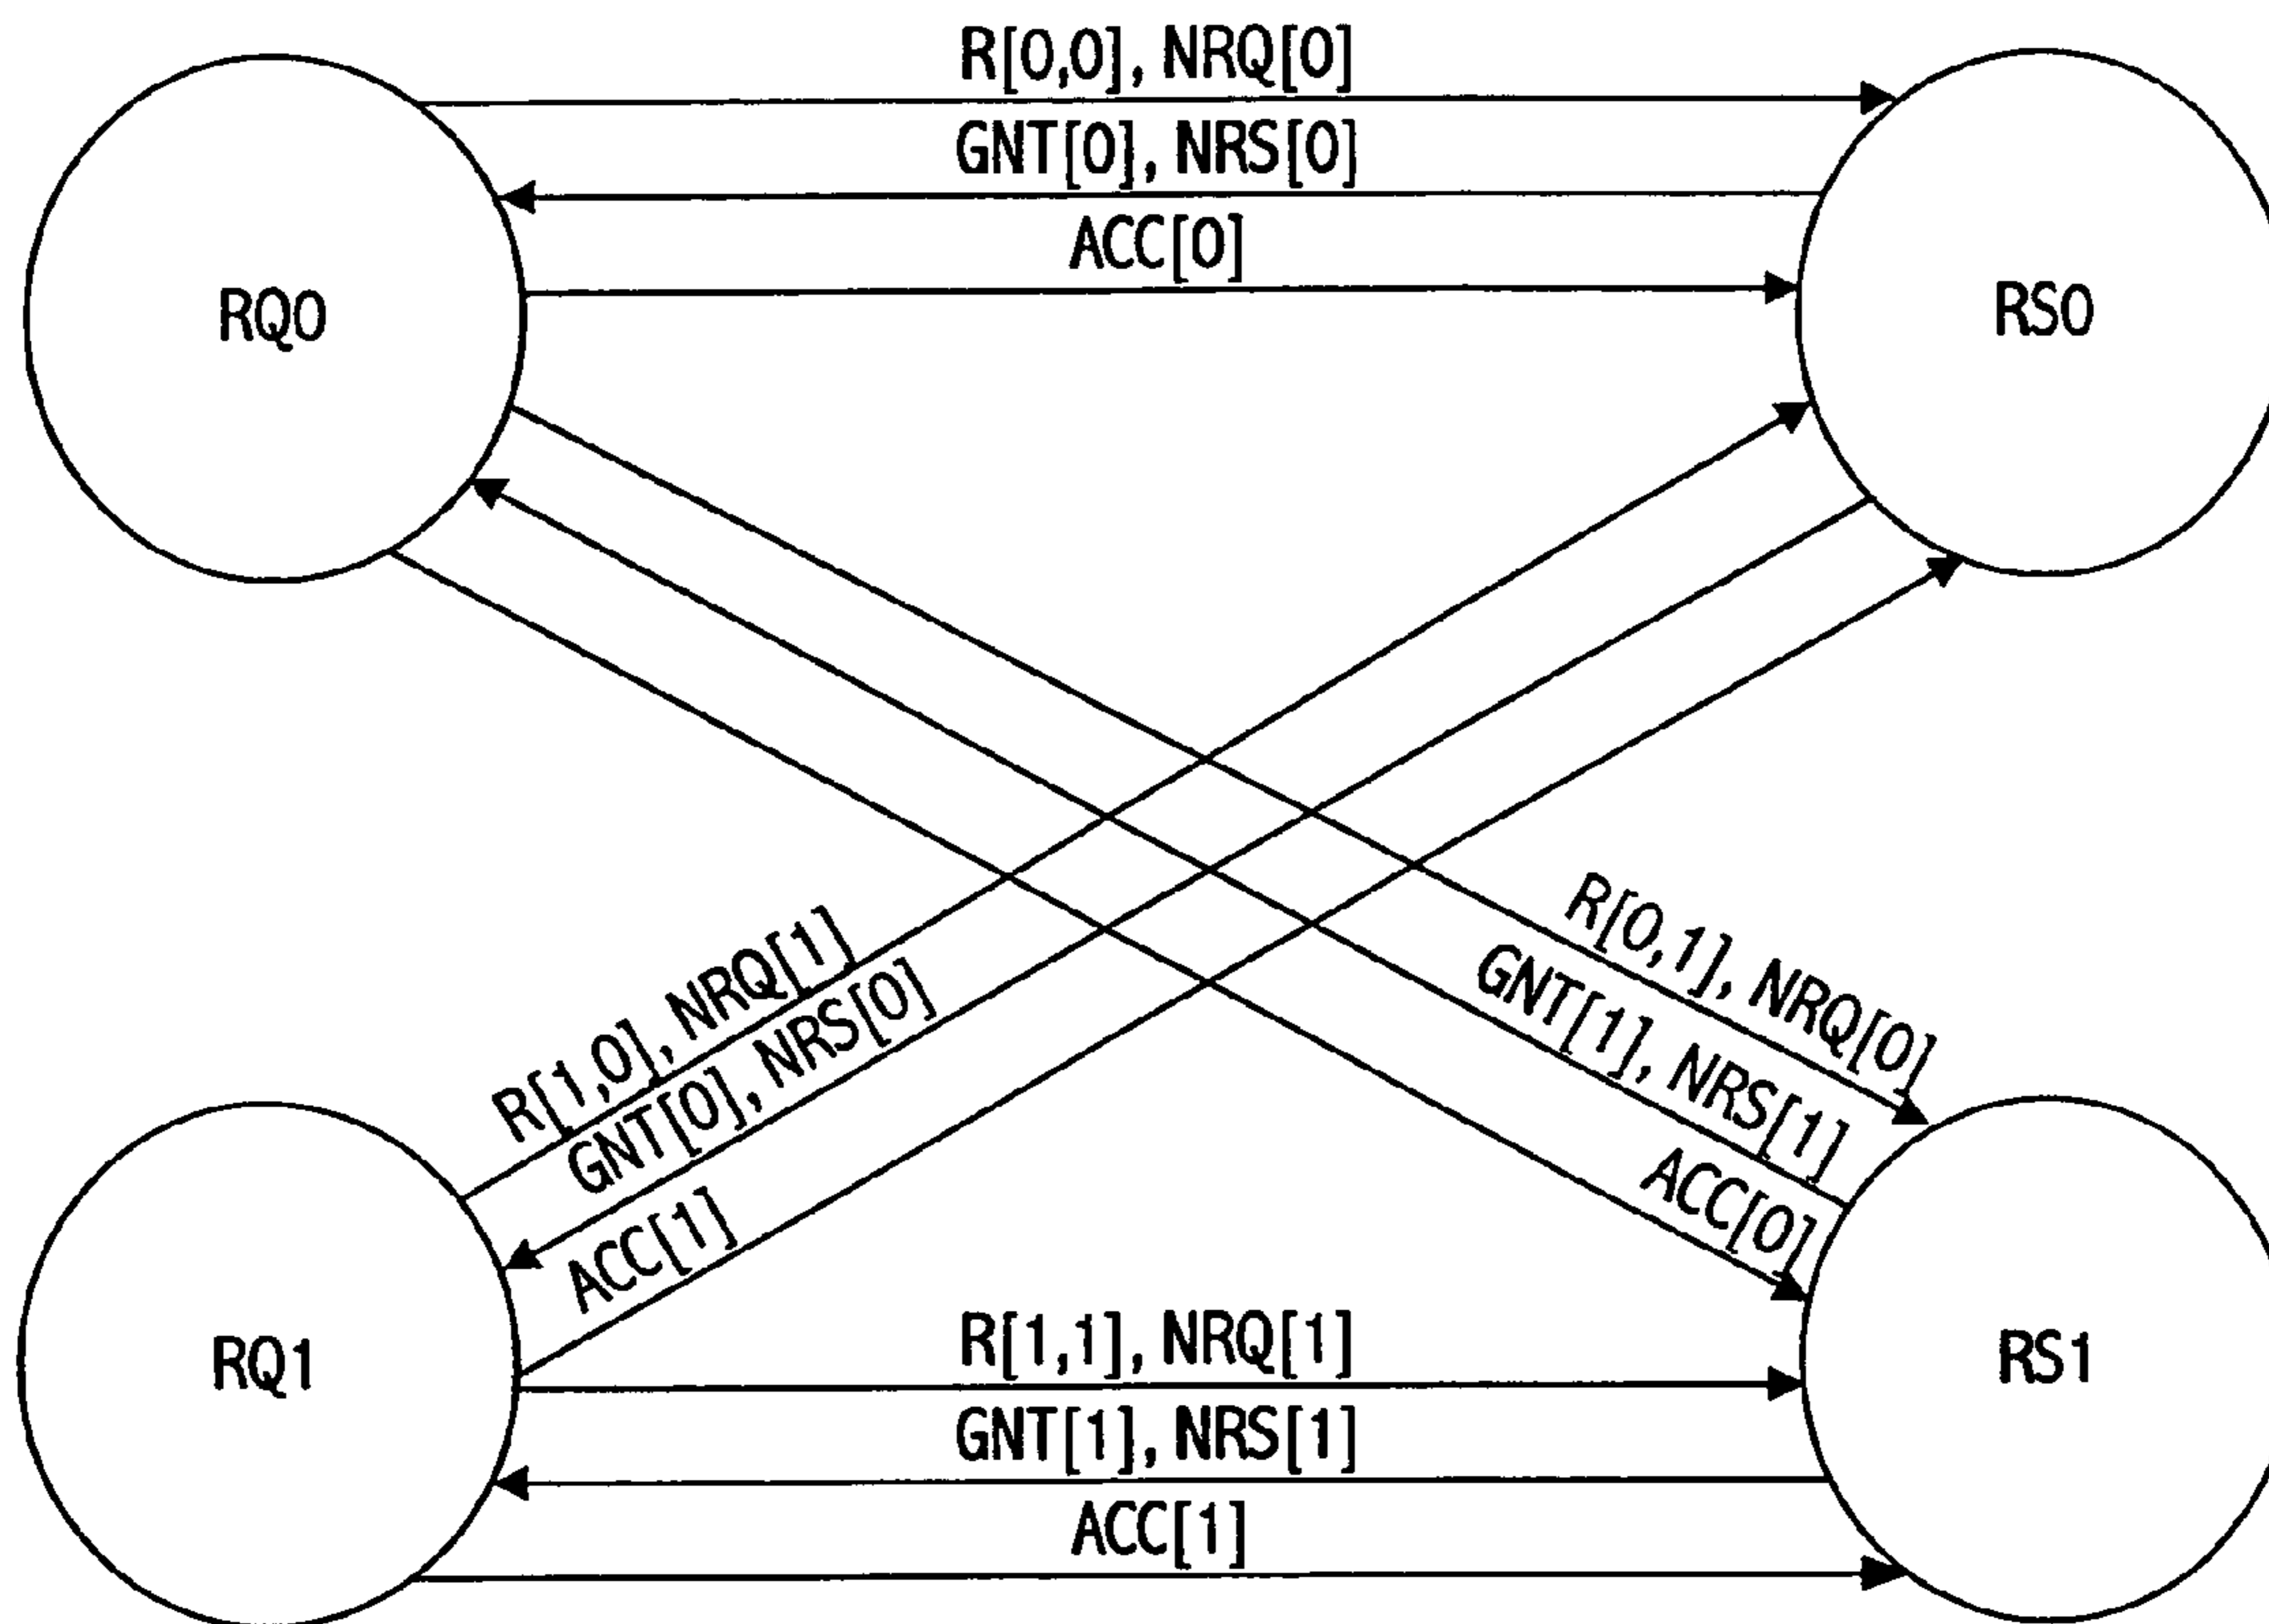 R[0,0], NRQ[0]
GNT[0], NRS[0]
ACC[0]
RQ0
RS0
R[0,1], NRQ[0]
GNT[1], NRS[1]
ACC[0]
R[1,0], NRQ[1]
GNT[0], NRS[0]
ACC[1]
R[1,1], NRQ[1]
RQ1
RS1
GNT[1], NRS[1]
ACC[1]